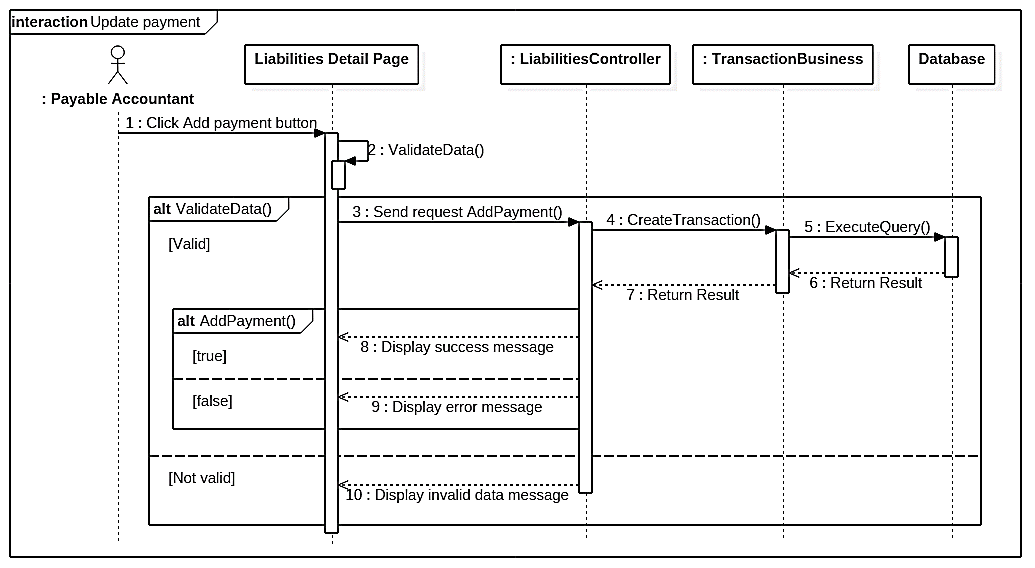 interaction Update payment
Liabilities Detail Page
: LiabilitiesController
: TransactionBusiness
Database
: Payable Accountant
1 : Click Add payment button
2 : ValidateData()
alt ValidateData()
3 : Send request AddPayment()
4 : CreateTransaction()
5 : ExecuteQuery()
[Valid]
6 : Return Result
7 : Return Result
alt AddPayment()
8 : Display success message
[true]
[false]
9 : Display error message
[Not valid]
10 : Display invalid data message